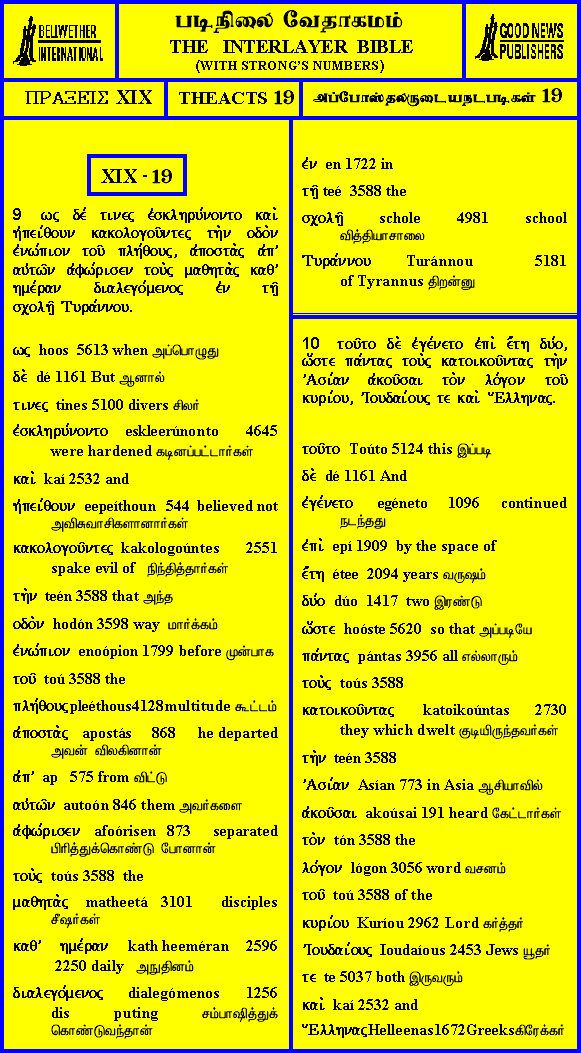 BELLWETHER
INTERNATIONAL
படிநிலை வேதாகமம்
THE INTERLAYER BIBLE
(WITH STRONG'S NUMBERS)
GOOD NEWS
PUBLISHERS
ΠΡΑΞΕΙΣ XIX
THEACTS 19
அப்போஸ்தலருடையநடபடிகள் 19
XIX - 19
9 ως δέ τινες ἐσκληρύνοντο καὶ
ἠπείθουν κακολογοῦντες τὴν οδὸν
ἐνώπιον τοῦ πλήθους, ἀποστὰς ἀπ’
αὐτῶν ἀφώρισεν τοὺς μαθητὰς καθ’
ημέραν διαλεγόμενος ἐν τῇ
σχολῇ Τυράννου.
ως hoos 5613 when அப்பொழுது
δὲ dé 1161 But ஆனால்
τινες tines 5100 divers சிலர்
ἐσκληρύνοντο eskleerúnonto 4645
were hardened கடினப்பட்டார்கள்
καὶ kaí 2532 and
ἠπείθουν eepeíthoun 544 believed not
அவிசுவாசிகளானார்கள்
κακολογοῦντες kakologoúntes 2551
spake evil of நிந்தித்தார்கள்
τὴν teén 3588 that அந்த
οδὸν hodón 3598 way மார்க்கம்
ἐνώπιον enoópion 1799 before முன்பாக
τοῦ toú 3588 the
πλήθους pleéthous 4128 multitude கூட்டம்
ἀποστὰς apostás 868 he departed
அவன் விலகினான்
ἀπ’ ap 575 from விட்டு
αὐτῶν autoón 846 them அவர்களை
ἀφώρισεν afoórisen 873 separated
பிரித்துக்கொண்டு போனான்
τοὺς toús 3588 the
μαθητὰς matheetá 3101 disciples
சீஷர்கள்
καθ’ ημέραν kath heeméran 2596
2250 daily அநுதினம்
διαλεγόμενος dialegómenos 1256
dis puting சம்பாஷித்துக்
கொண்டுவந்தான்
ἐν en 1722 in
τῇ teé 3588 the
σχολῇ schole 4981 school
வித்தியாசாலை
Τυράννου Turánnou 5181
of Tyrannus திறன்னு
10 τοῦτο δὲ ἐγένετο ἐπὶ ἔτη δύο,
ὥστε πάντας τοὺς κατοικοῦντας τὴν
Ἀσίαν ἀκοῦσαι τὸν λόγον τοῦ
κυρίου, Ἰουδαίους τε καὶ Ἕλληνας.
τοῦτο Toúto 5124 this இப்படி
δὲ dé 1161 And
ἐγένετο egéneto 1096 continued
நடந்தது
ἐπὶ epí 1909 by the space of
ἔτη étee 2094 years வருஷம்
δύο dúo 1417 two இரண்டு
ὥστε hoóste 5620 so that அப்படியே
πάντας pántas 3956 all எல்லாரும்
τοὺς toús 3588
κατοικοῦντας katoikoúntas 2730
they which dwelt குடியிருந்தவர்கள்
τὴν teén 3588
Ἀσίαν Asían 773 in Asia ஆசியாவில்
ἀκοῦσαι akoúsai 191 heard கேட்டார்கள்
τὸν tón 3588 the
λόγον lógon 3056 word வசனம்
τοῦ toú 3588 of the
κυρίου Kuríou 2962 Lord கர்த்தர்
Ἰουδαίους Ioudaíous 2453 Jews யூதர்
τε te 5037 both இருவரும்
καὶ kaí 2532 and
Ἕλληνας Helleenas 1672 Greeks கிரேக்கர்